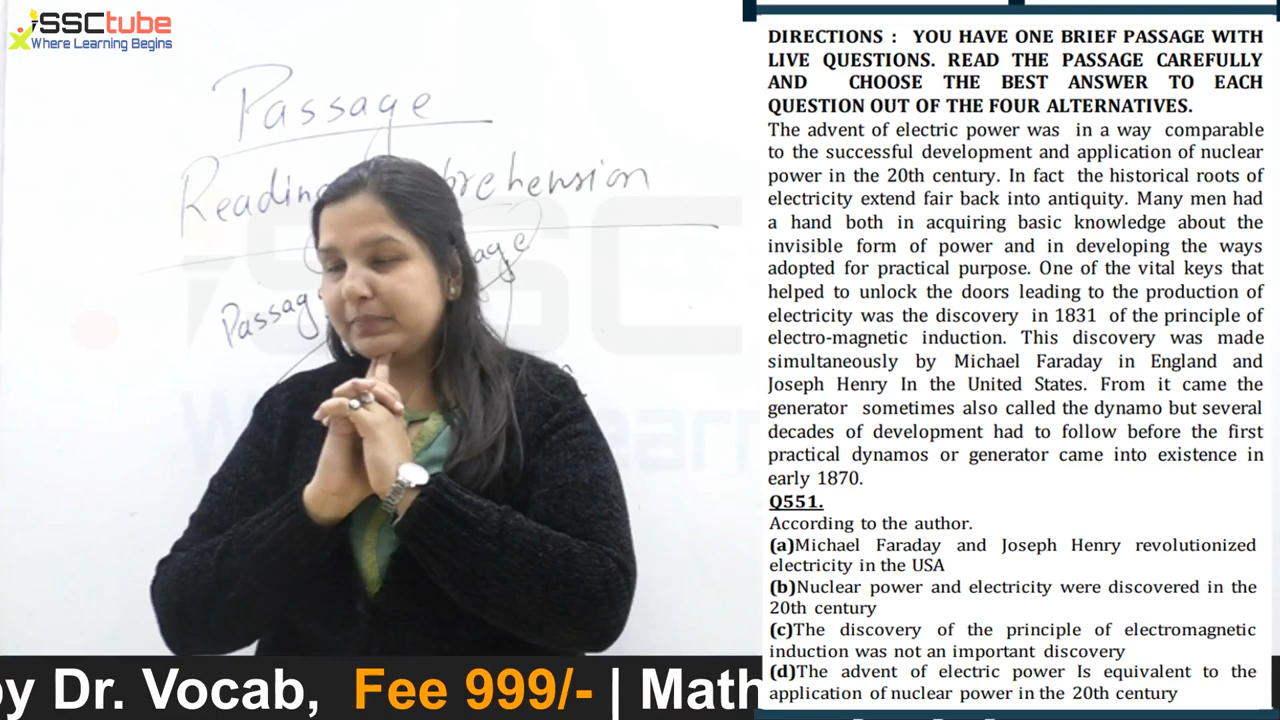 SSCtube
Where Learning Begins
Passage
Reading
brehension
Passag
age
DIRECTIONS : YOU HAVE ONE BRIEF PASSAGE WITH
LIVE QUESTIONS. READ THE PASSAGE CAREFULLY
AND CHOOSE THE BEST ANSWER TO EACH
QUESTION OUT OF THE FOUR ALTERNATIVES.
The advent of electric power was in a way comparable
to the successful development and application of nuclear
power in the 20th century. In fact the historical roots of
electricity extend fair back into antiquity. Many men had
a hand both in acquiring basic knowledge about the
invisible form of power and in developing the ways
adopted for practical purpose. One of the vital keys that
helped to unlock the doors leading to the production of
electricity was the discovery in 1831 of the principle of
electro-magnetic induction. This discovery was made
simultaneously by Michael Faraday in England and
Joseph Henry In the United States. From it came the
generator sometimes also called the dynamo but several
decades of development had to follow before the first
practical dynamos or generator came into existence in
early 1870.
Q551.
According to the author.
(a)Michael Faraday and Joseph Henry revolutionized
electricity in the USA
(b)Nuclear power and electricity were discovered in the
20th century
(c)The discovery of the principle of electromagnetic
induction was not an important discovery
(d)The advent of electric power Is equivalent to the
application of nuclear power in the 20th century
by Dr. Vocab, Fee 999/- | Math